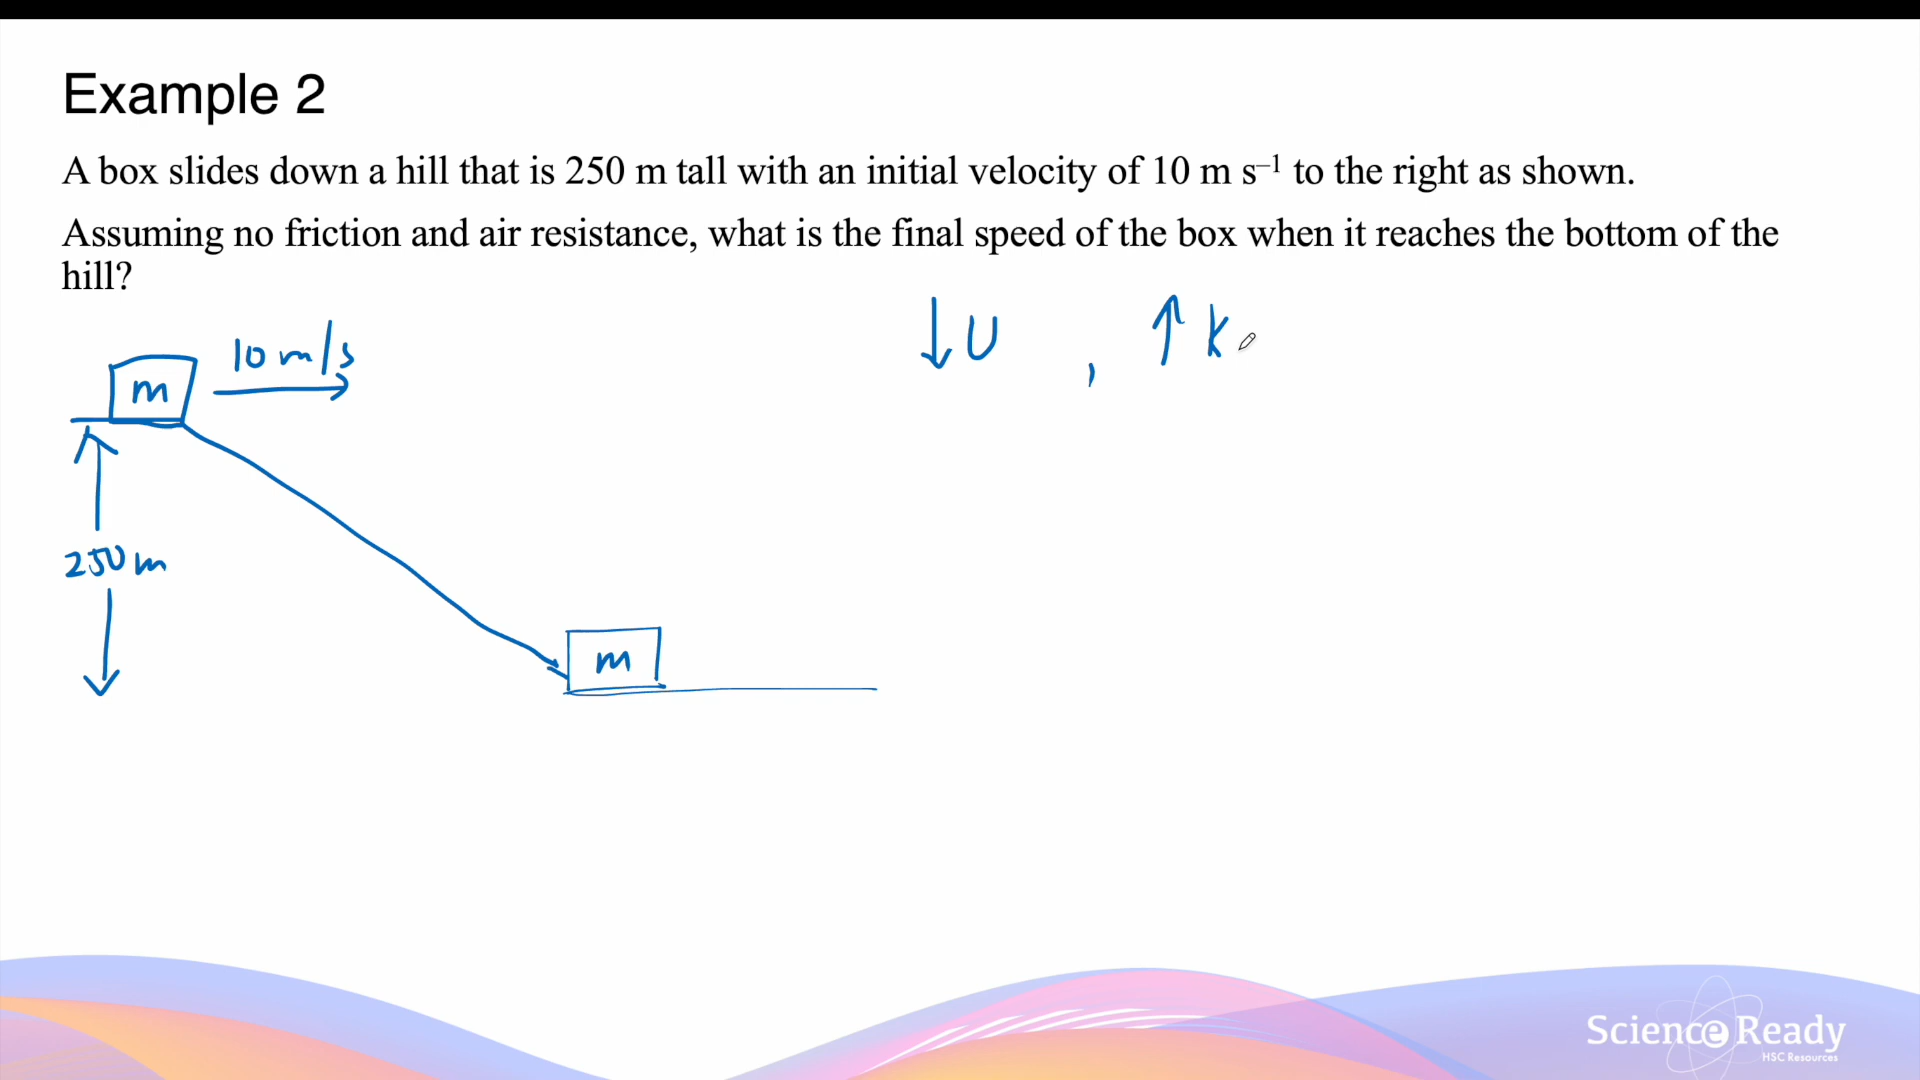 Example 2
A box slides down a hill that is 250 m tall with an initial velocity of 10 m s⁻¹ to the right as shown.
Assuming no friction and air resistance, what is the final speed of the box when it reaches the bottom of the
hill?
↓U , ↑K
10 m/s
m
250 m
m
Science Ready
HSC Resources